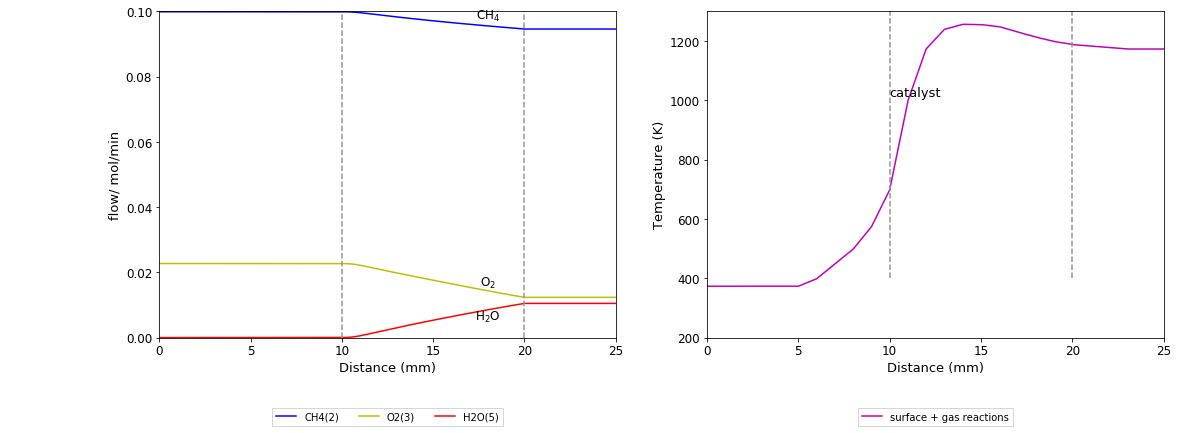 0.10
0.08
0.06
0.04
0.02
0.00
flow/ mol/min
CH4
O2
H2O
0 5 10 15 20 25
Distance (mm)
CH4(2) O2(3) H2O(5)
1200
1000
800
600
400
200
Temperature (K)
catalyst
0 5 10 15 20 25
Distance (mm)
surface + gas reactions